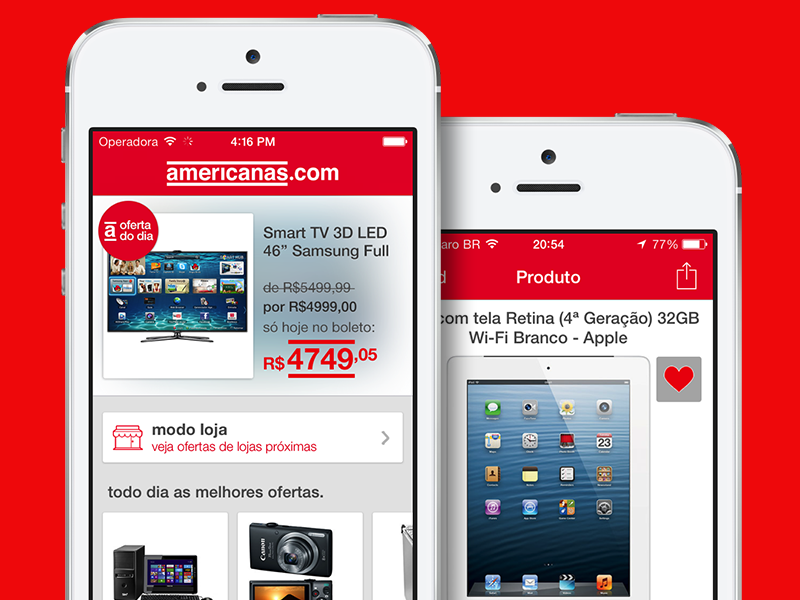 Operadora 4:16 PM
americanas.com
a oferta
do dia
Smart TV 3D LED
46” Samsung Full
de R$5499,99
por R$4999,00
só hoje no boleto:
R$4749,05
modo loja
veja ofertas de lojas próximas
todo dia as melhores ofertas.
Canon
aro BR 20:54 77%
d Produto
com tela Retina (4ª Geração) 32GB
Wi-Fi Branco - Apple
23